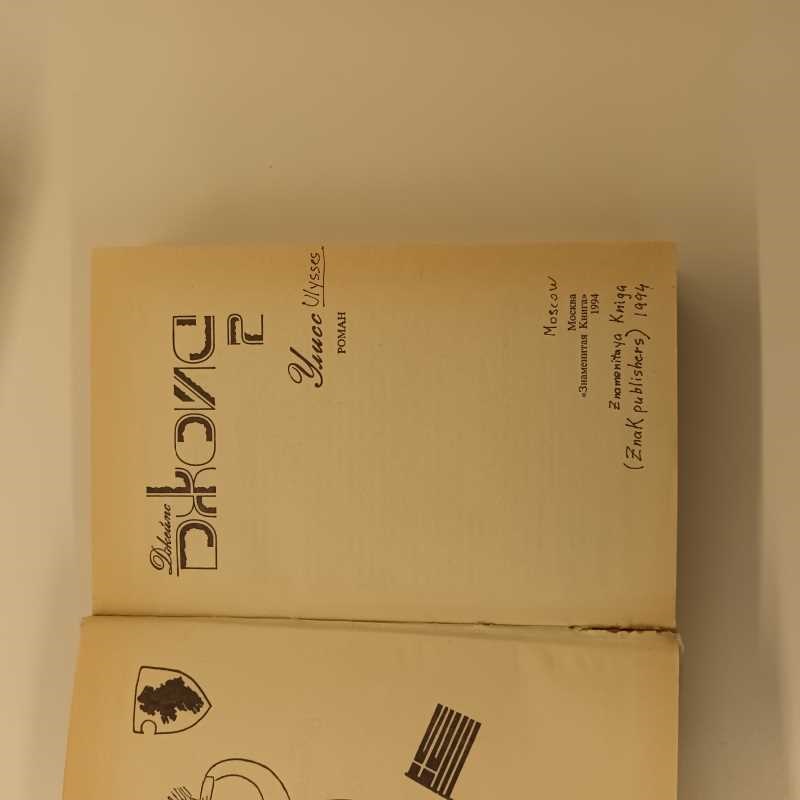 Джеймс
Джойс
2
Улисс Ulysses
РОМАН
Moscow
Москва
«Знаменитая Книга»
1994
Znamenitaya Kniga
(Znak publishers) 1994